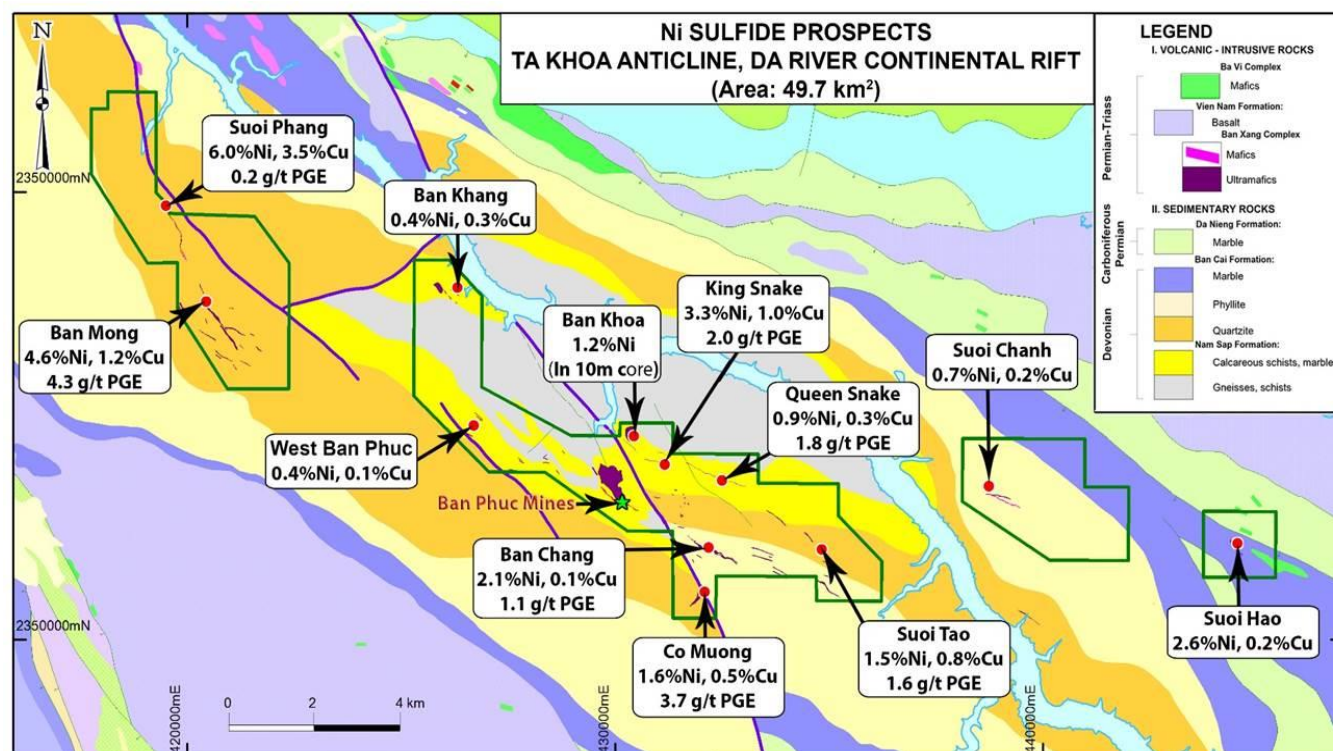 Ni SULFIDE PROSPECTS
TA KHOA ANTICLINE, DA RIVER CONTINENTAL RIFT
(Area: 49.7 km²)
N
2350000mN
2350000mN
420000mE
430000mE
440000mE
0 2 4 km
Suoi Phang
6.0%Ni, 3.5%Cu
0.2 g/t PGE
Ban Khang
0.4%Ni, 0.3%Cu
Ban Mong
4.6%Ni, 1.2%Cu
4.3 g/t PGE
Ban Khoa
1.2%Ni
(In 10m core)
King Snake
3.3%Ni, 1.0%Cu
2.0 g/t PGE
Queen Snake
0.9%Ni, 0.3%Cu
1.8 g/t PGE
Suoi Chanh
0.7%Ni, 0.2%Cu
West Ban Phuc
0.4%Ni, 0.1%Cu
Ban Phuc Mines
Ban Chang
2.1%Ni, 0.1%Cu
1.1 g/t PGE
Co Muong
1.6%Ni, 0.5%Cu
3.7 g/t PGE
Suoi Tao
1.5%Ni, 0.8%Cu
1.6 g/t PGE
Suoi Hao
2.6%Ni, 0.2%Cu
LEGEND
I. VOLCANIC - INTRUSIVE ROCKS
Permian-Triass
Ba Vi Complex
Mafics
Vien Nam Formation:
Basalt
Ban Xang Complex
Mafics
Ultramafics
II. SEDIMENTARY ROCKS
Carboniferous
Permian
Da Nieng Formation:
Marble
Devonian
Ban Cai Formation:
Marble
Phyllite
Quartzite
Nam Sap Formation:
Calcareous schists, marble
Gneisses, schists